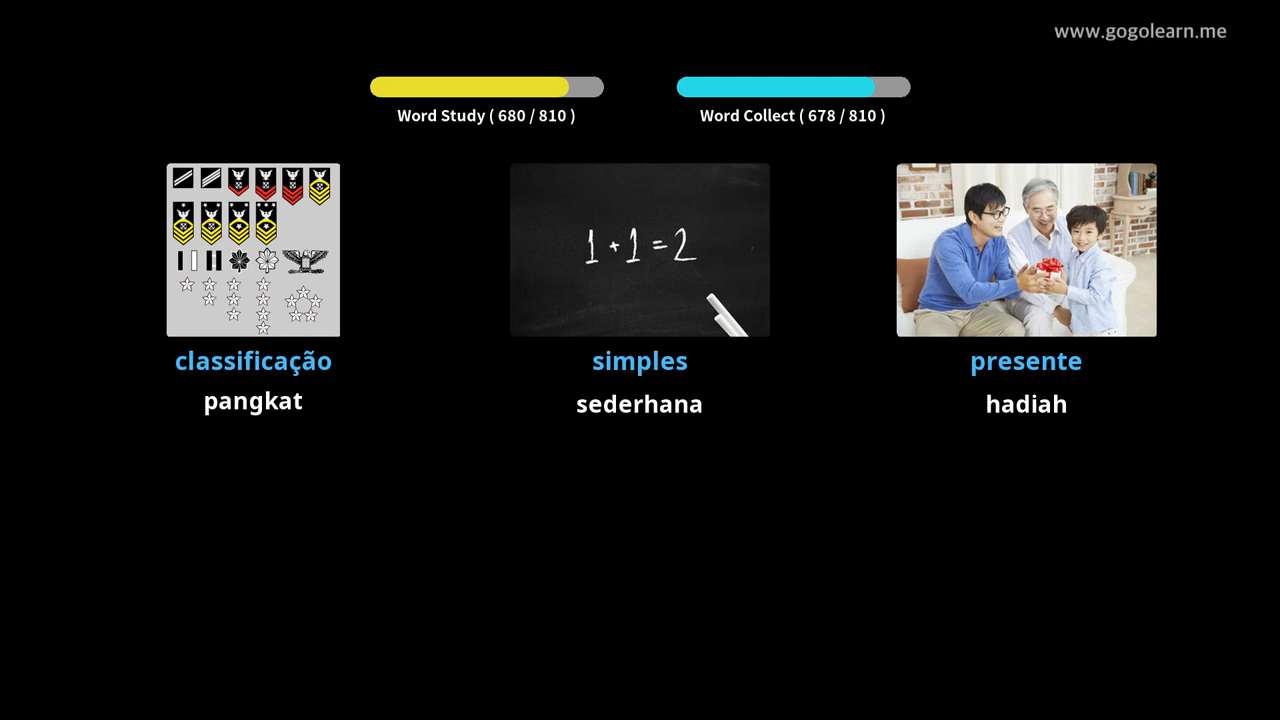 www.gogolearn.me
Word Study ( 680 / 810 )
Word Collect ( 678 / 810 )
1+1=2
classificação
simples
presente
pangkat
sederhana
hadiah